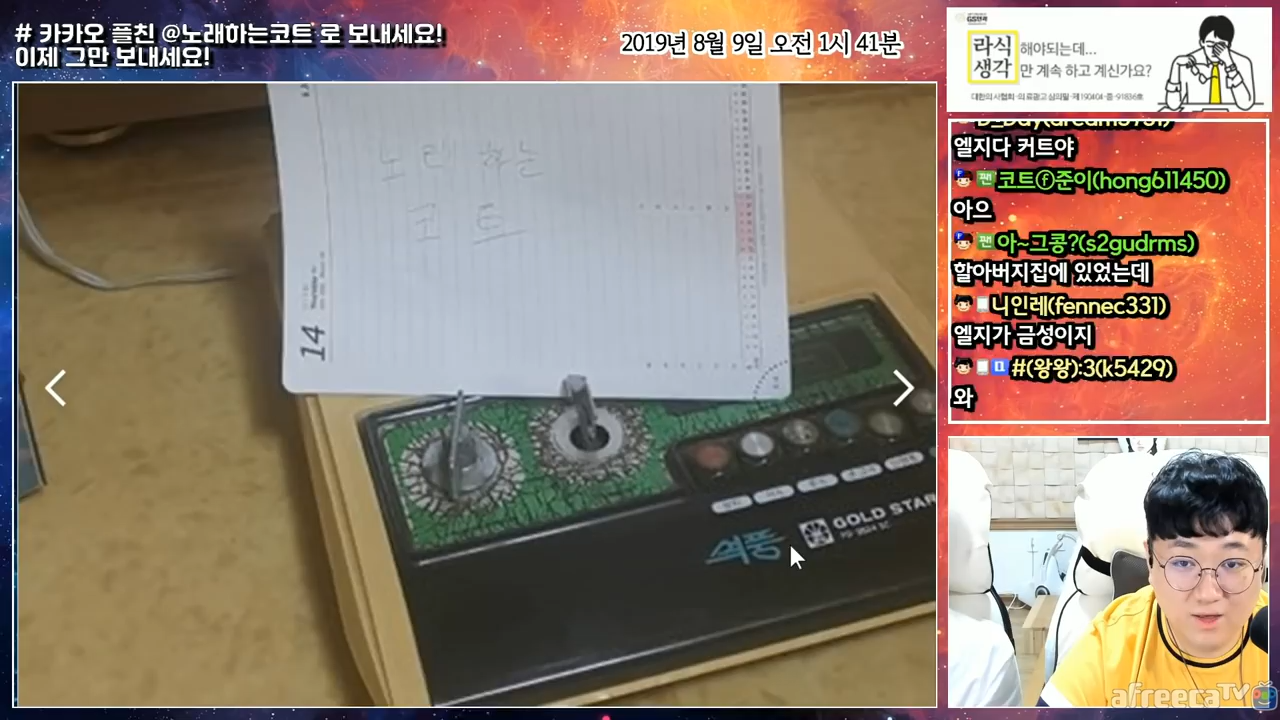 # 카카오 플친 @노래하는코트 로 보내세요!
이제 그만 보내세요!
2019년 8월 9일 오전 1시 41분
노래하는
코트
14
Thursday
GOLD STAR
라식
생각
해야되는데...
만 계속 하고 계신가요?
엘지다 커트야
팬 코트ⓕ준이(hong611450)
아으
팬 아~그콩?(s2gudrms)
할아버지집에 있었는데
니인레(fennec331)
엘지가 금성이지
n #(왕왕):3(k5429)
와
afreecaTV